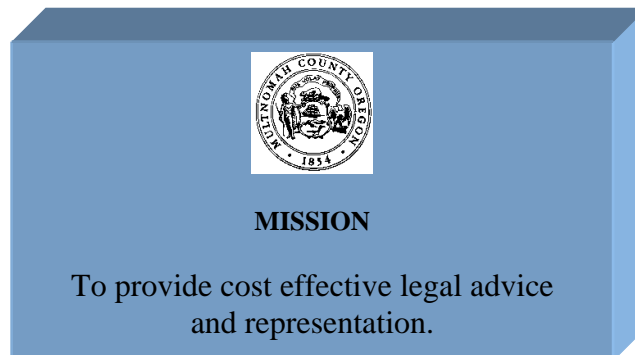 MULTNOMAH COUNTY OREGON
1854
MISSION
To provide cost effective legal advice
and representation.